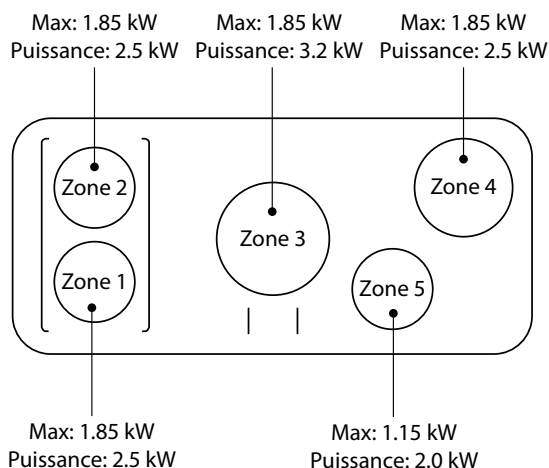 Max: 1.85 kW
Puissance: 2.5 kW
Max: 1.85 kW
Puissance: 3.2 kW
Max: 1.85 kW
Puissance: 2.5 kW
Zone 2
Zone 4
Zone 3
Zone 1
Zone 5
Max: 1.85 kW
Puissance: 2.5 kW
Max: 1.15 kW
Puissance: 2.0 kW